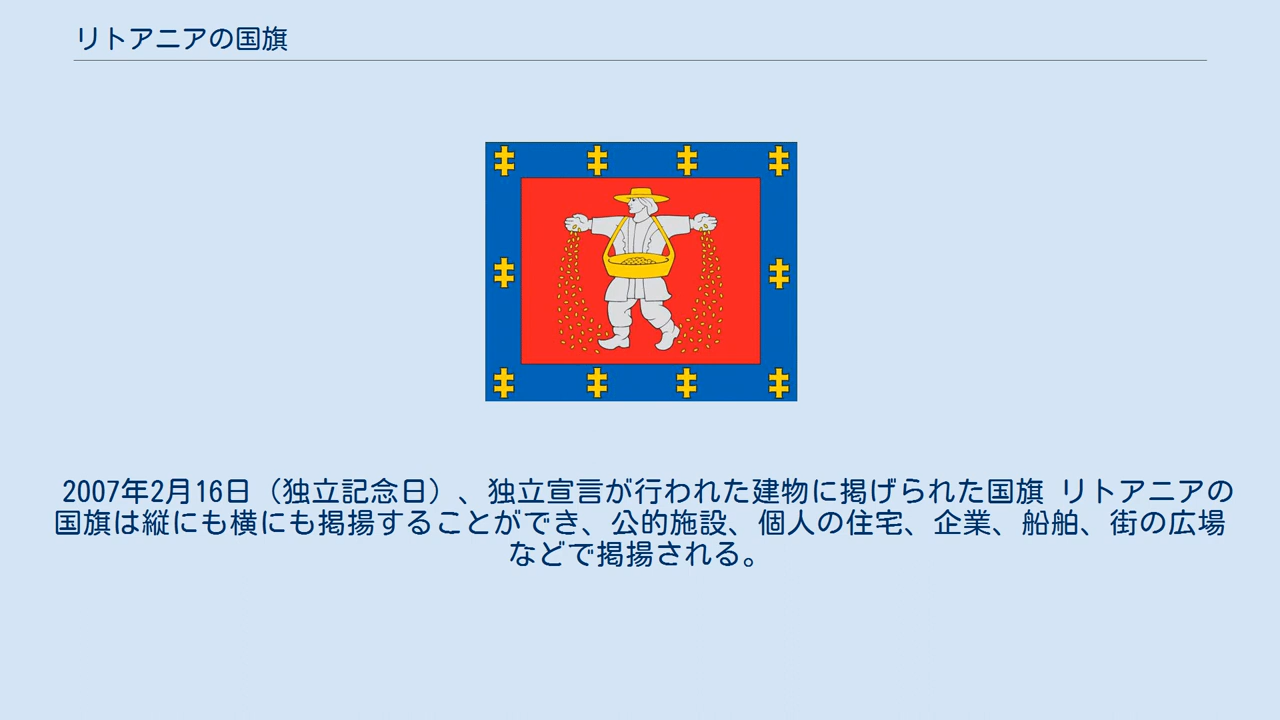 リトアニアの国旗
2007年2月16日（独立記念日）、独立宣言が行われた建物に掲げられた国旗 リトアニアの
国旗は縦にも横にも掲揚することができ、公的施設、個人の住宅、企業、船舶、街の広場
などで掲揚される。